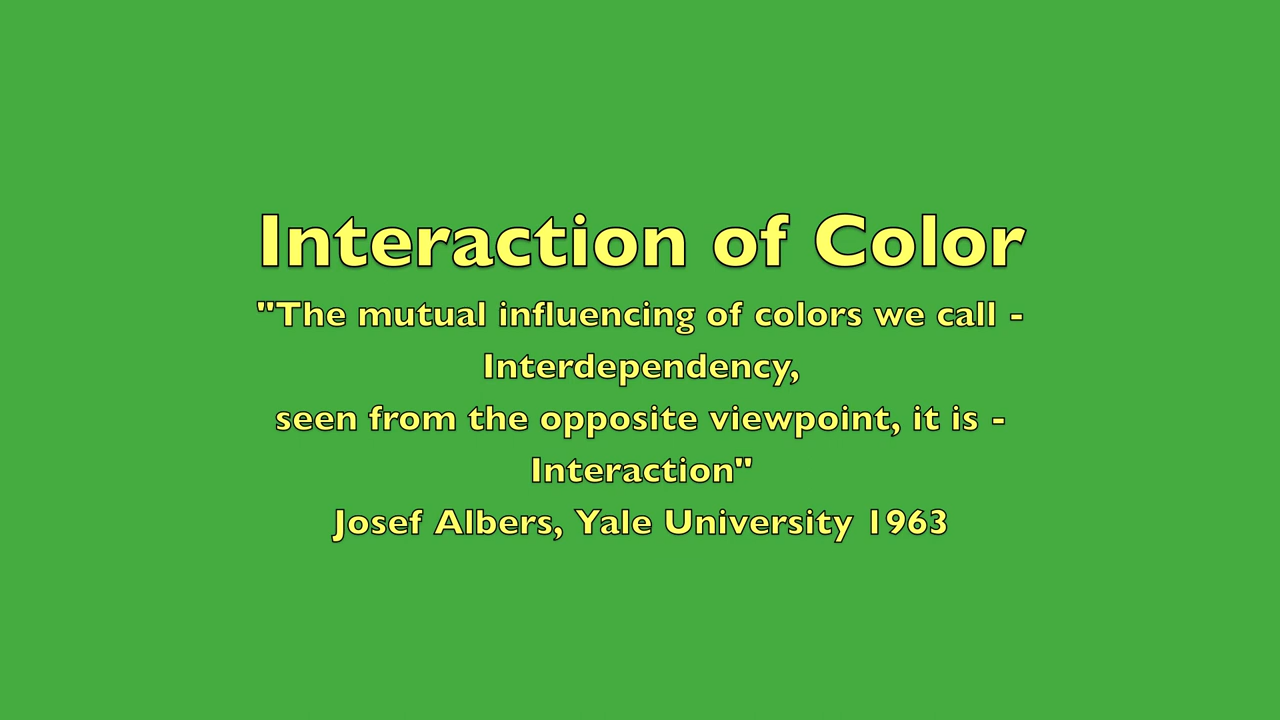 Interaction of Color
"The mutual influencing of colors we call -
Interdependency,
seen from the opposite viewpoint, it is -
Interaction"
Josef Albers, Yale University 1963